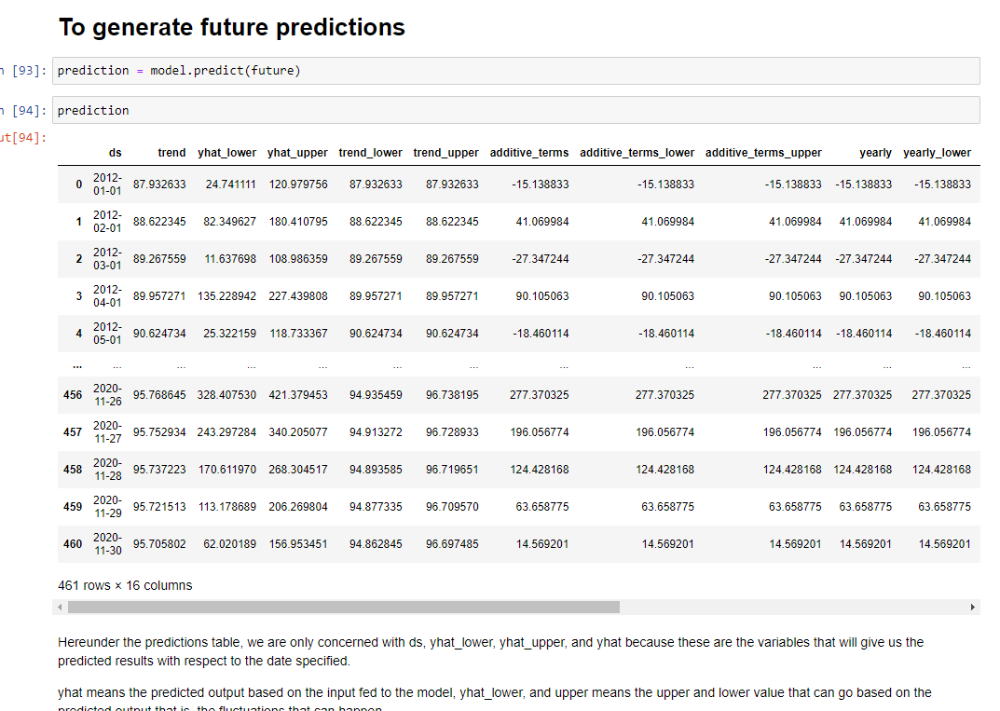 To generate future predictions
n [93]: prediction = model.predict(future)
n [94]: prediction
ut[94]:
ds trend yhat_lower yhat_upper trend_lower trend_upper additive_terms additive_terms_lower additive_terms_upper yearly yearly_lower
0 2012-01-01 87.932633 24.741111 120.979756 87.932633 87.932633 -15.138833 -15.138833 -15.138833 -15.138833 -15.138833
1 2012-02-01 88.622345 82.349627 180.410795 88.622345 88.622345 41.069984 41.069984 41.069984 41.069984 41.069984
2 2012-03-01 89.267559 11.637698 108.986359 89.267559 89.267559 -27.347244 -27.347244 -27.347244 -27.347244 -27.347244
3 2012-04-01 89.957271 135.228942 227.439808 89.957271 89.957271 90.105063 90.105063 90.105063 90.105063 90.105063
4 2012-05-01 90.624734 25.322159 118.733367 90.624734 90.624734 -18.460114 -18.460114 -18.460114 -18.460114 -18.460114
... ... ... ... ... ... ... ... ... ... ... ...
456 2020-11-26 95.768645 328.407530 421.379453 94.935459 96.738195 277.370325 277.370325 277.370325 277.370325 277.370325
457 2020-11-27 95.752934 243.297284 340.205077 94.913272 96.728933 196.056774 196.056774 196.056774 196.056774 196.056774
458 2020-11-28 95.737223 170.611970 268.304517 94.893585 96.719651 124.428168 124.428168 124.428168 124.428168 124.428168
459 2020-11-29 95.721513 113.178689 206.269804 94.877335 96.709570 63.658775 63.658775 63.658775 63.658775 63.658775
460 2020-11-30 95.705802 62.020189 156.953451 94.862845 96.697485 14.569201 14.569201 14.569201 14.569201 14.569201
461 rows × 16 columns
Hereunder the predictions table, we are only concerned with ds, yhat_lower, yhat_upper, and yhat because these are the variables that will give us the
predicted results with respect to the date specified.
yhat means the predicted output based on the input fed to the model, yhat_lower, and upper means the upper and lower value that can go based on the
predicted output that is, the fluctuations that can happen.